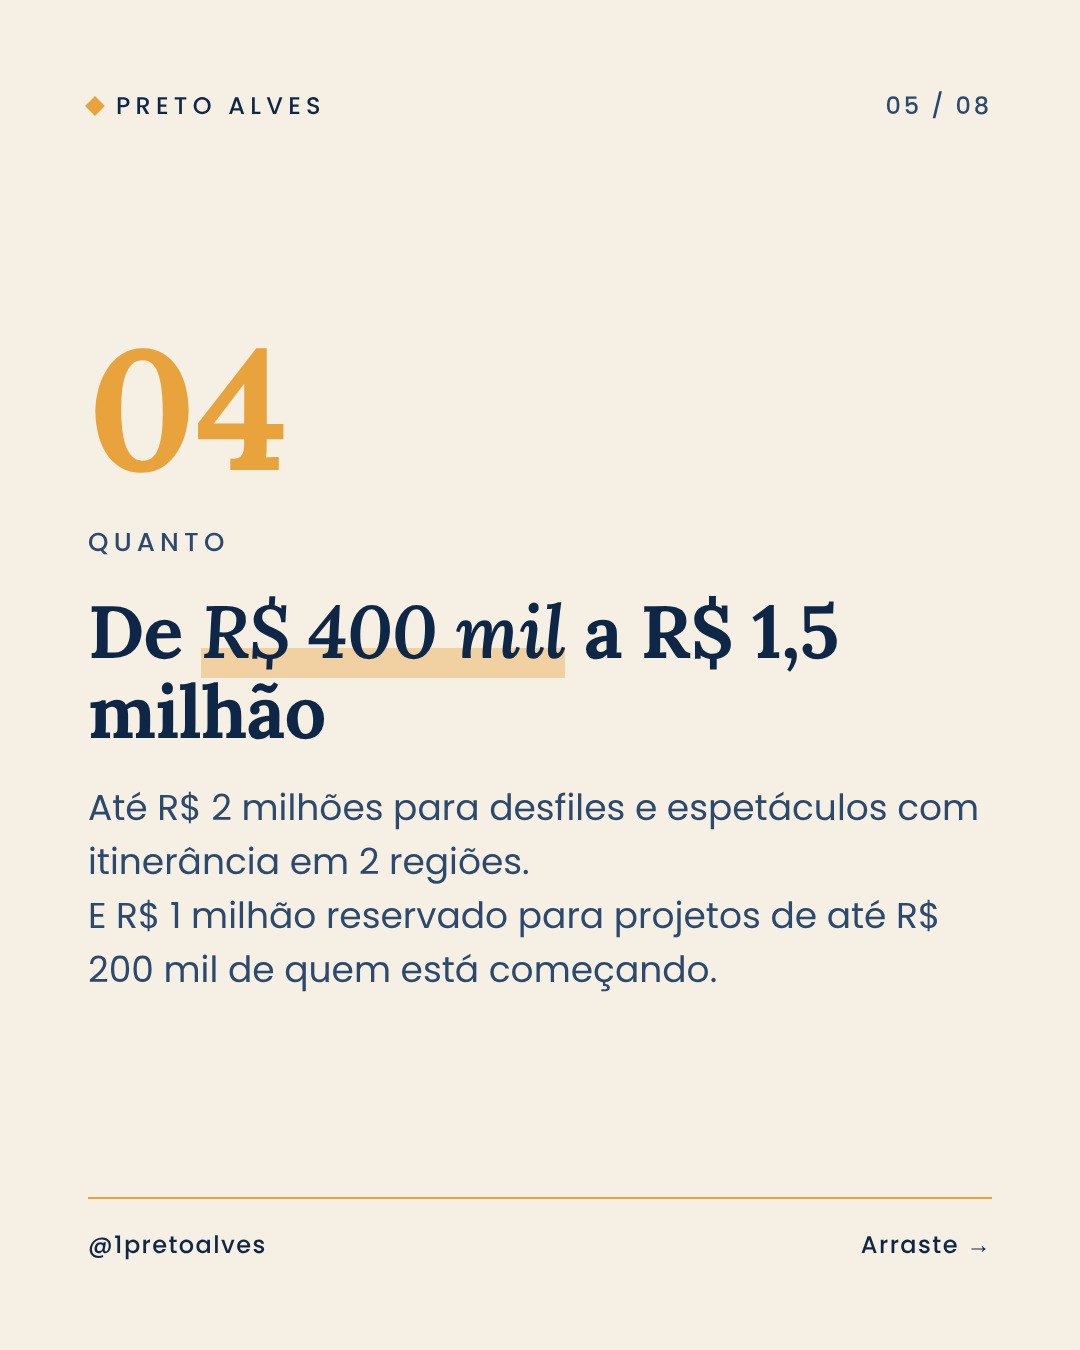 PRETO ALVES
05 / 08
04
QUANTO
De R$ 400 mil a R$ 1,5
milhão
Até R$ 2 milhões para desfiles e espetáculos com
itinerância em 2 regiões.
E R$ 1 milhão reservado para projetos de até R$
200 mil de quem está começando.
@1pretoalves
Arraste →